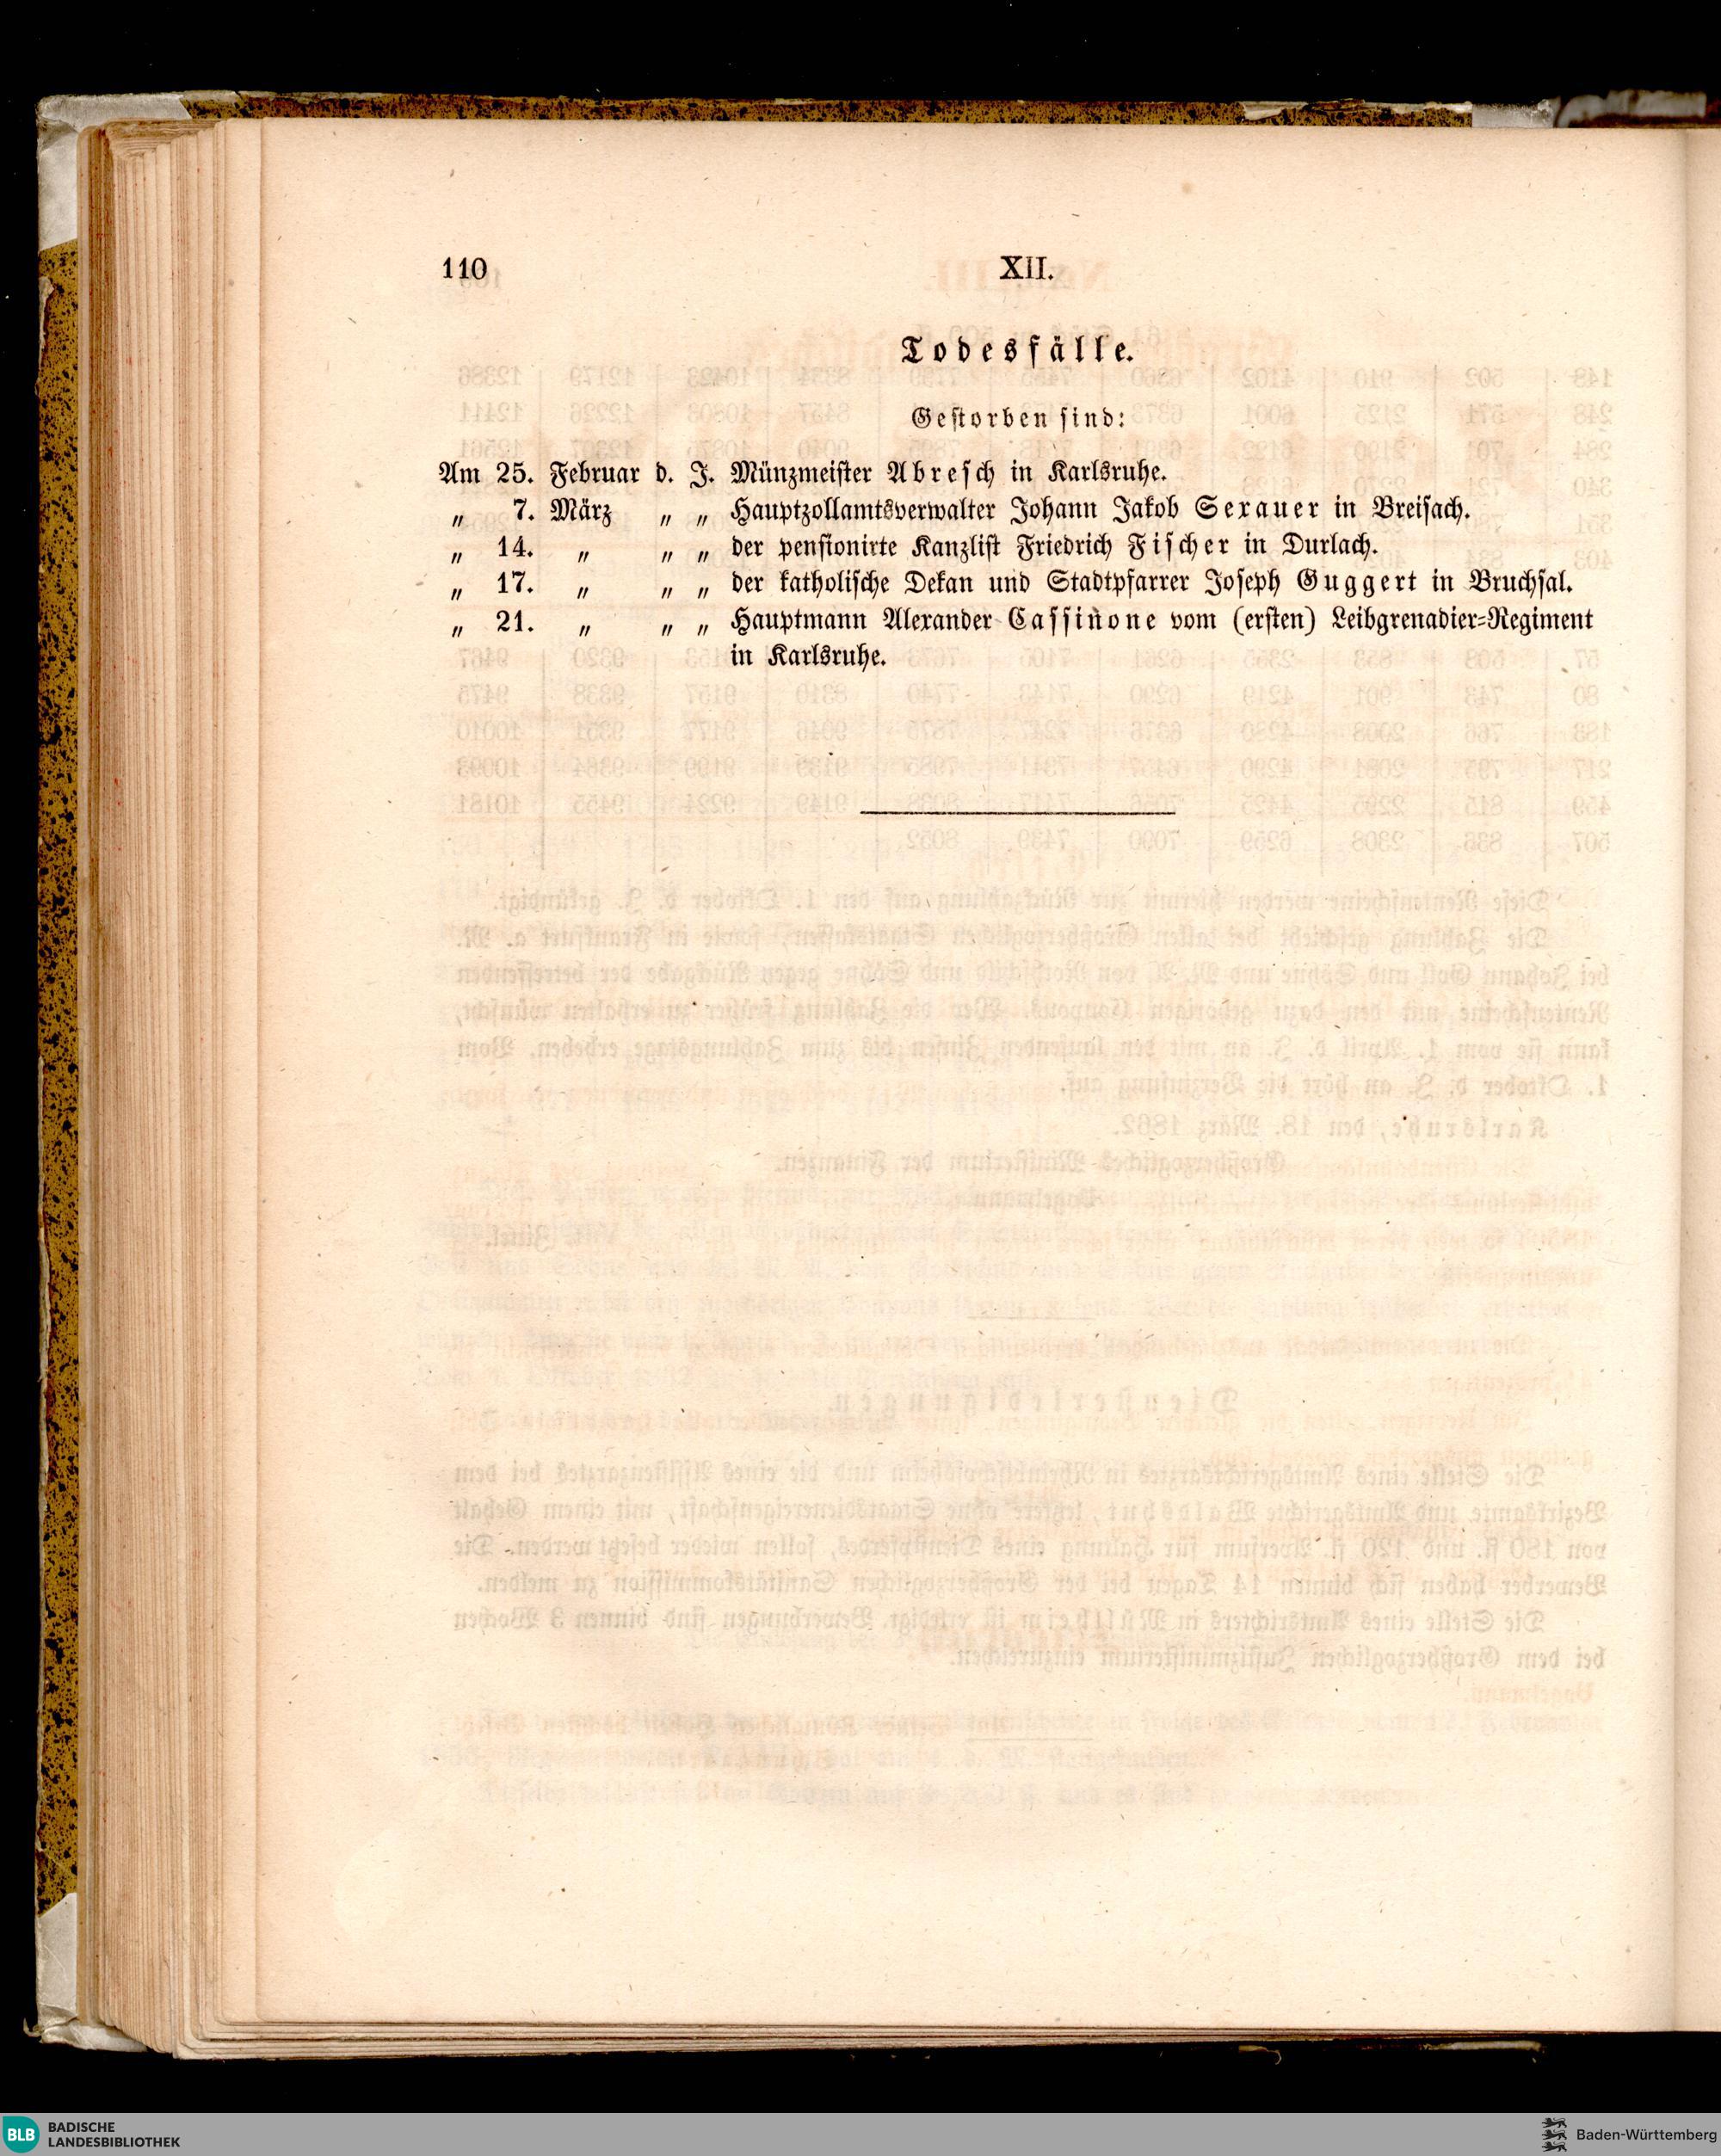 110 XII.
Todesfälle.
Gestorben sind:
Am 25. Februar d. J. Münzmeister Abresch in Karlsruhe.
„ 7. März „ „ Hauptzollamtsverwalter Johann Jakob Sexauer in Breisach.
„ 14. „ „ „ der pensionirte Kanzlist Friedrich Fischer in Durlach.
„ 17. „ „ „ der katholische Dekan und Stadtpfarrer Joseph Guggert in Bruchsal.
„ 21. „ „ „ Hauptmann Alexander Cassinone vom (ersten) Leibgrenadier=Regiment
in Karlsruhe.
BLB BADISCHE
LANDESBIBLIOTHEK
Baden-Württemberg